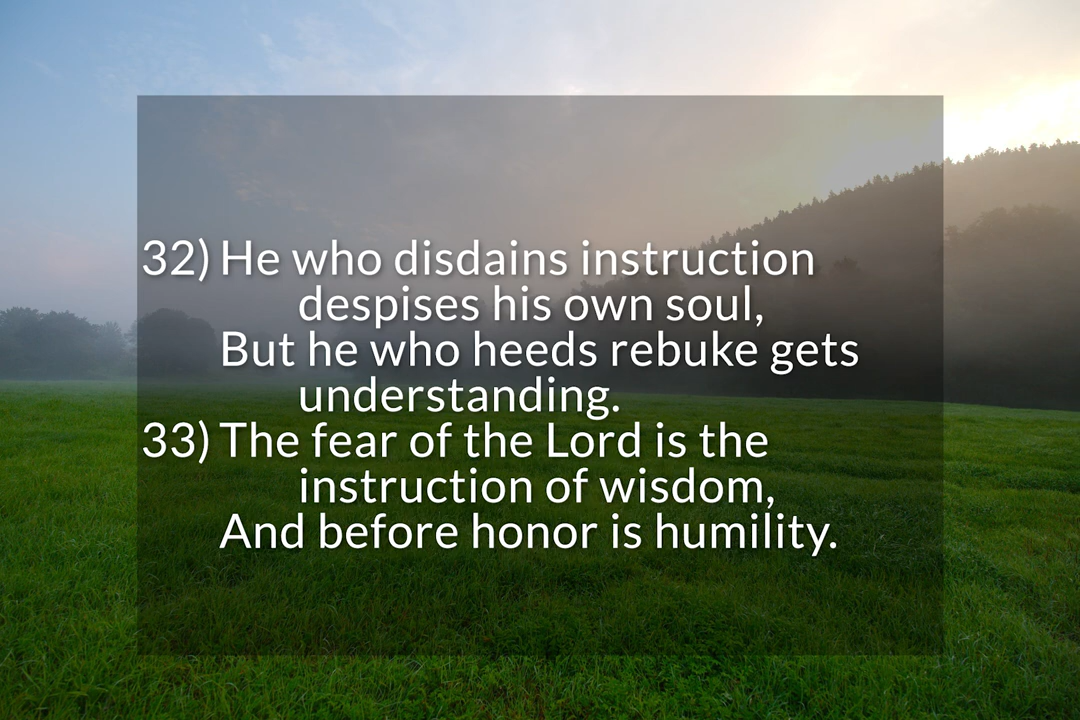 32) He who disdains instruction
despises his own soul,
But he who heeds rebuke gets
understanding.
33) The fear of the Lord is the
instruction of wisdom,
And before honor is humility.